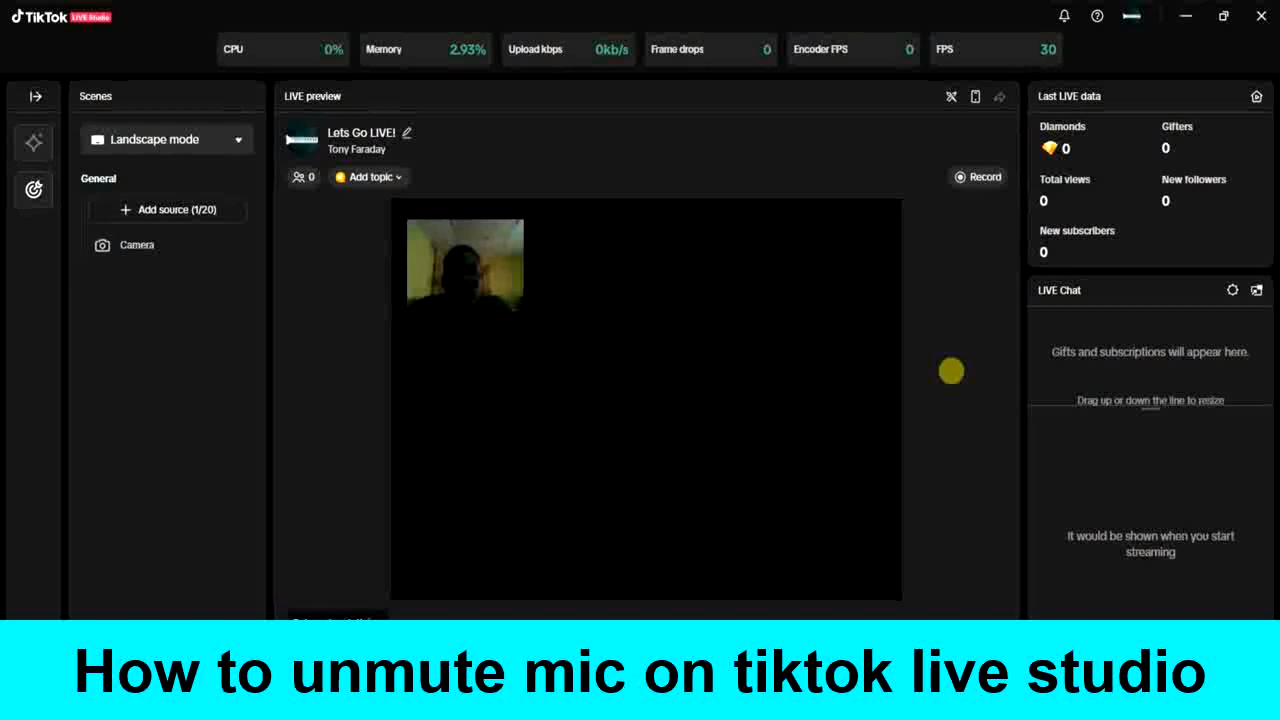 TikTok LIVE Studio
CPU 0%
Memory 2.93%
Upload kbps 0kb/s
Frame drops 0
Encoder FPS 0
FPS 30
Scenes
Landscape mode
General
Add source (1/20)
Camera
LIVE preview
Lets Go LIVE!
Tony Faraday
0
Add topic
Record
Last LIVE data
Diamonds
0
Gifters
0
Total views
0
New followers
0
New subscribers
0
LIVE Chat
Gifts and subscriptions will appear here.
Drag up or down the line to resize
It would be shown when you start
streaming
How to unmute mic on tiktok live studio